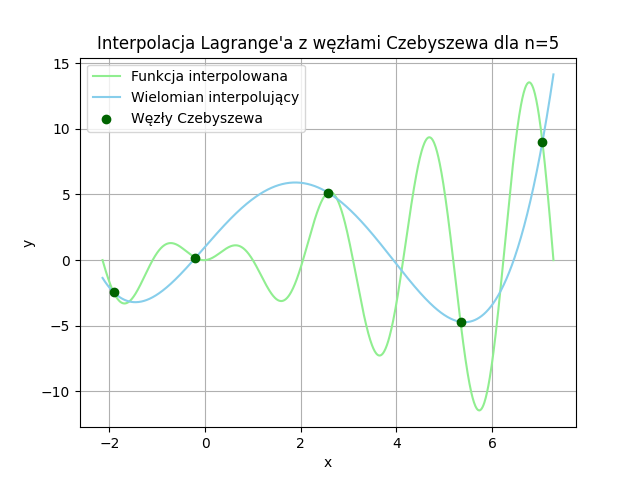 Interpolacja Lagrange'a z węzłami Czebyszewa dla n=5
Funkcja interpolowana
Wielomian interpolujący
Węzły Czebyszewa
15
10
5
0
−5
−10
y
−2
0
2
4
6
x